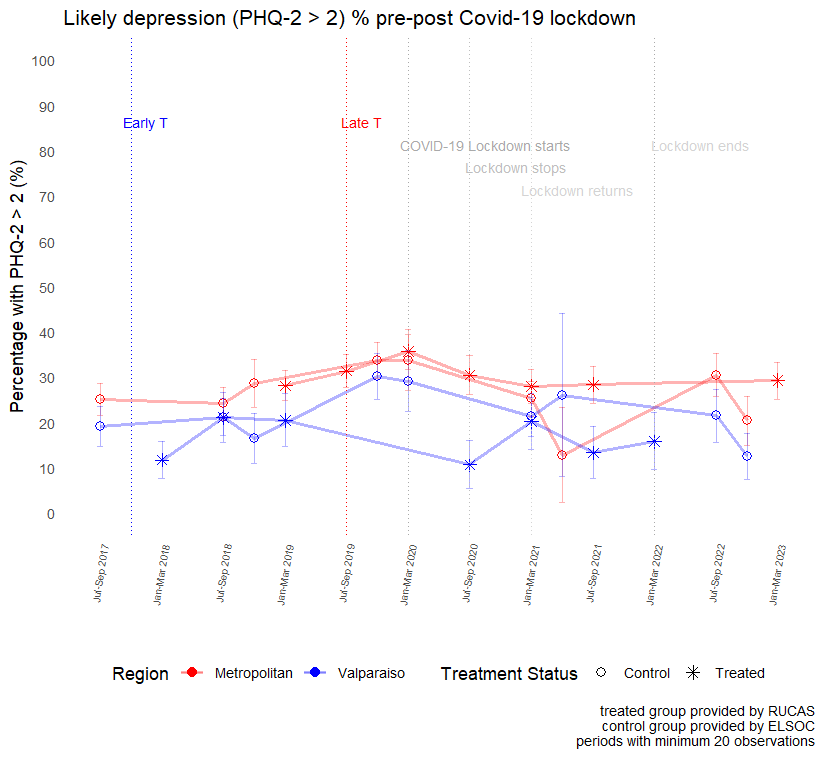 Likely depression (PHQ-2 > 2) % pre-post Covid-19 lockdown
Percentage with PHQ-2 > 2 (%)
100
90
80
70
60
50
40
30
20
10
0
Early T
Late T
COVID-19 Lockdown starts
Lockdown ends
Lockdown stops
Lockdown returns
Jul-Sep 2017
Jan-Mar 2018
Jul-Sep 2018
Jan-Mar 2019
Jul-Sep 2019
Jan-Mar 2020
Jul-Sep 2020
Jan-Mar 2021
Jul-Sep 2021
Jan-Mar 2022
Jul-Sep 2022
Jan-Mar 2023
Region Metropolitan Valparaiso Treatment Status Control Treated
treated group provided by RUCAS
control group provided by ELSOC
periods with minimum 20 observations